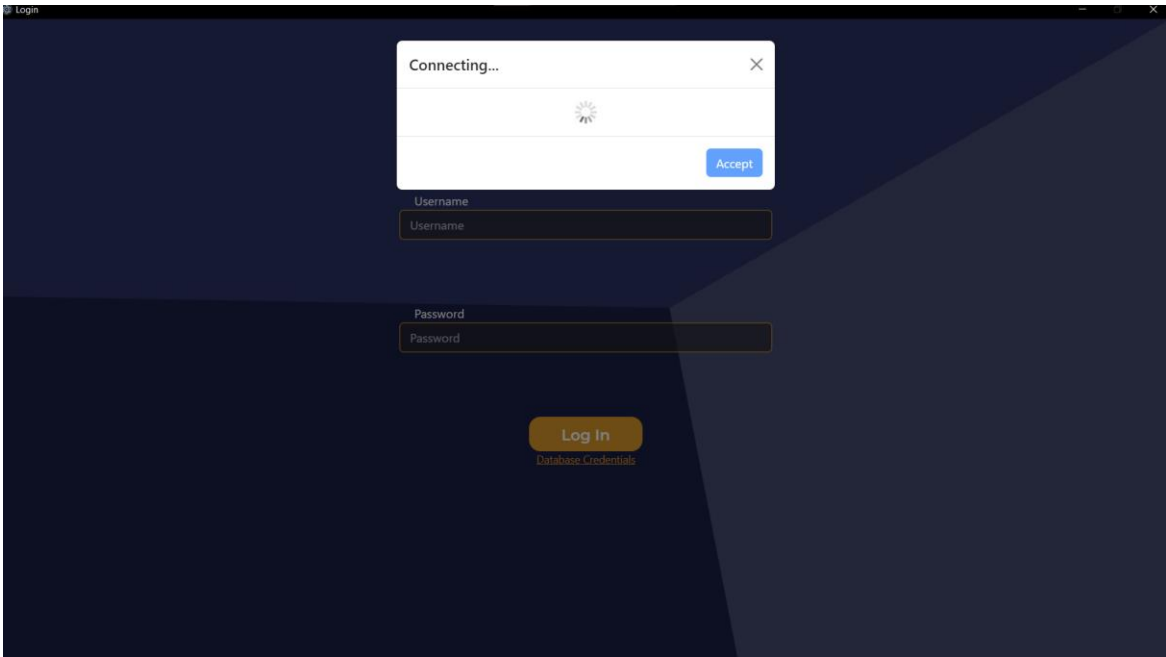 Login
Connecting...
Accept
Username
Username
Password
Password
Log In
Database Credentials